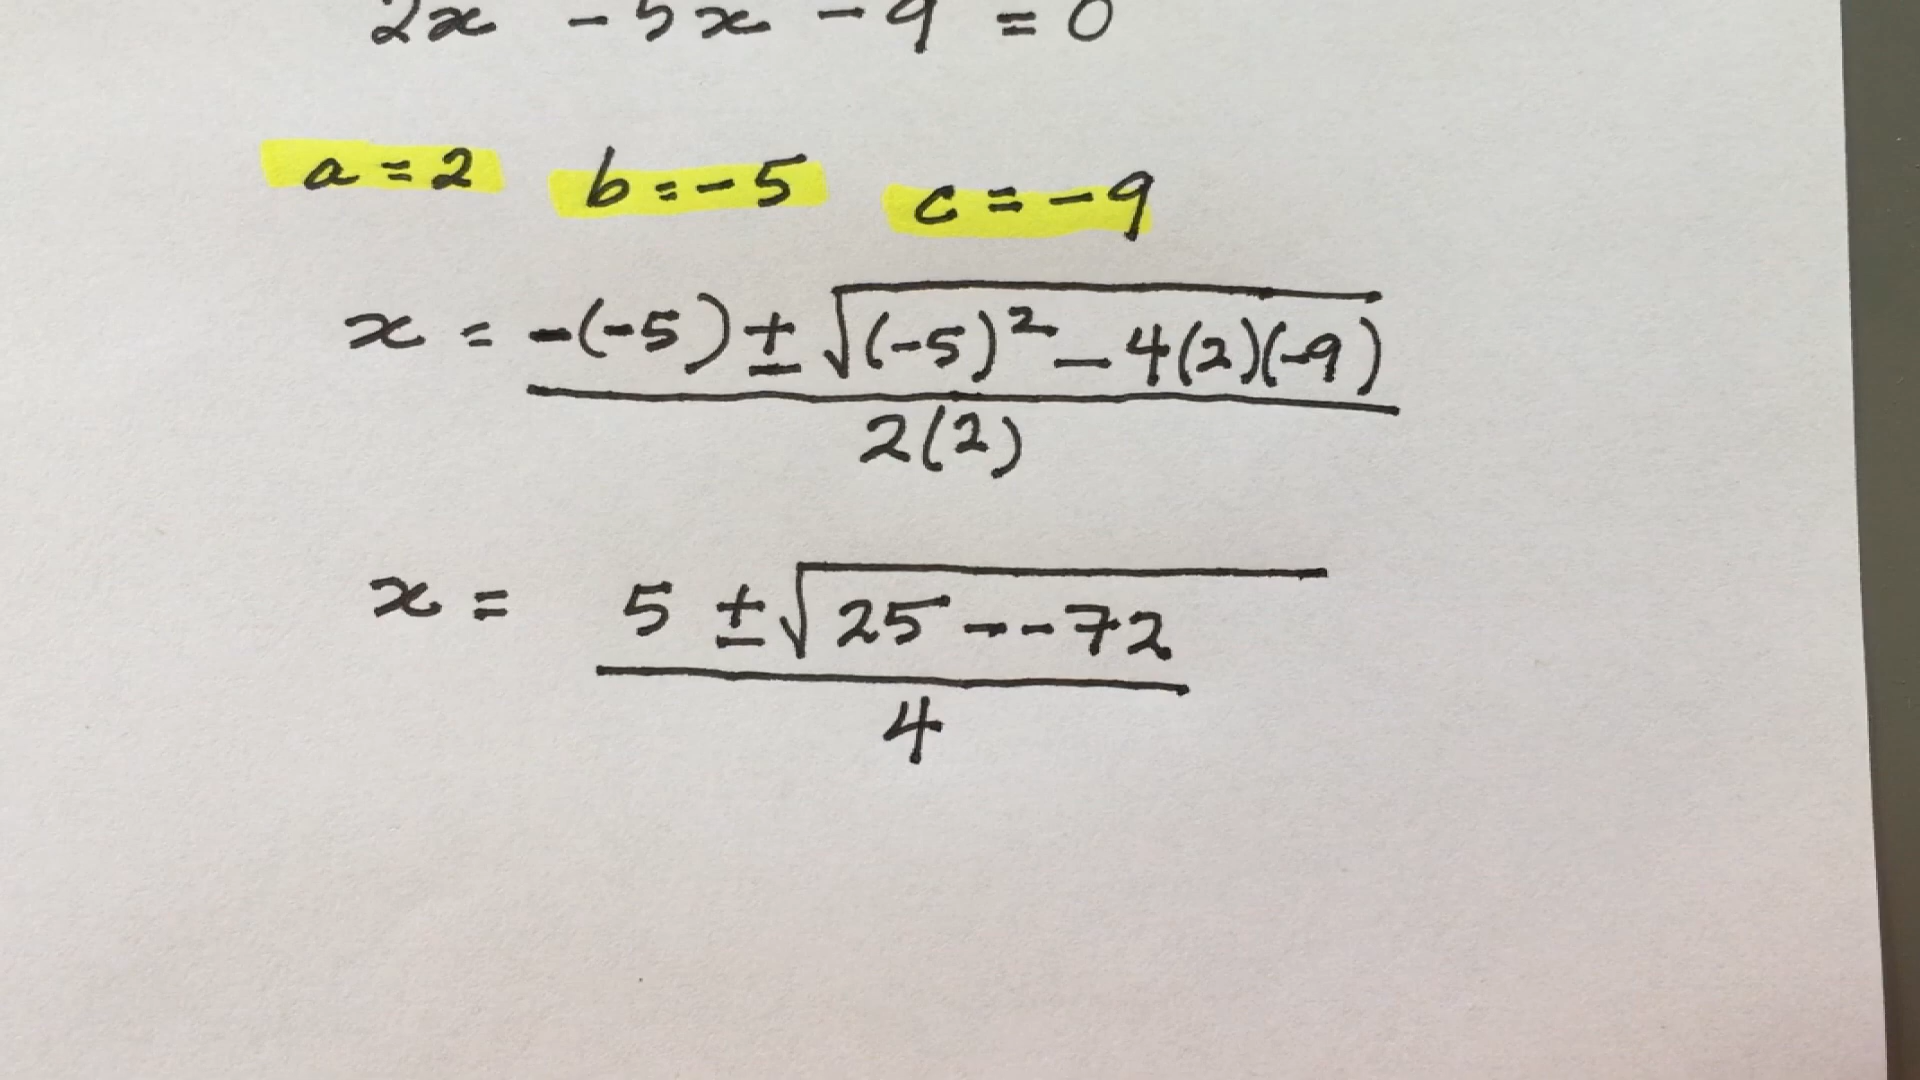 2x - 5x - 9 = 0
a = 2 b = -5 c = -9
x = -(-5) ± √(-5)² - 4(2)(-9)
2(2)
x = 5 ± √25 - -72
4